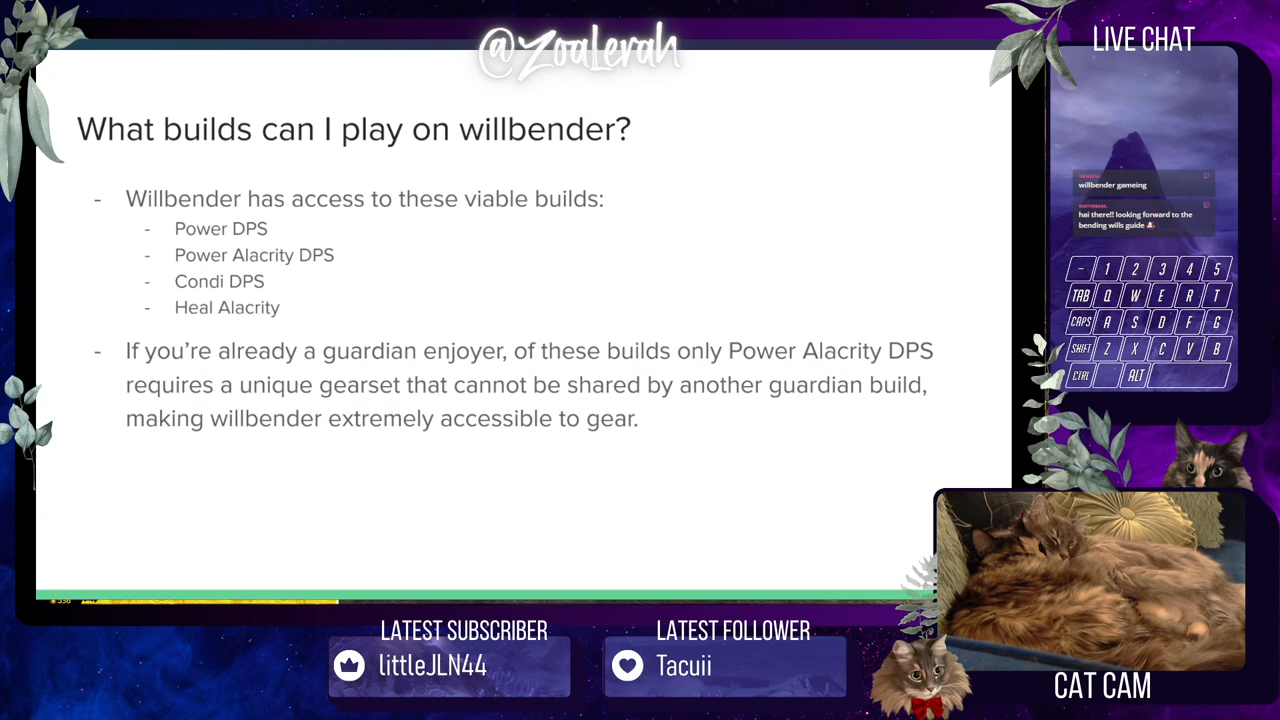 @ZoaLerah
LIVE CHAT
What builds can I play on willbender?
- Willbender has access to these viable builds:
- Power DPS
- Power Alacrity DPS
- Condi DPS
- Heal Alacrity
- If you’re already a guardian enjoyer, of these builds only Power Alacrity DPS
requires a unique gearset that cannot be shared by another guardian build,
making willbender extremely accessible to gear.
willbender gameing
hai there!! looking forward to the
bending wills guide
~ 1 2 3 4 5
TAB Q W E R T
CAPS A S D F G
SHIFT Z X C V B
CTRL ALT
LATEST SUBSCRIBER
littleJLN44
LATEST FOLLOWER
Tacuii
CAT CAM